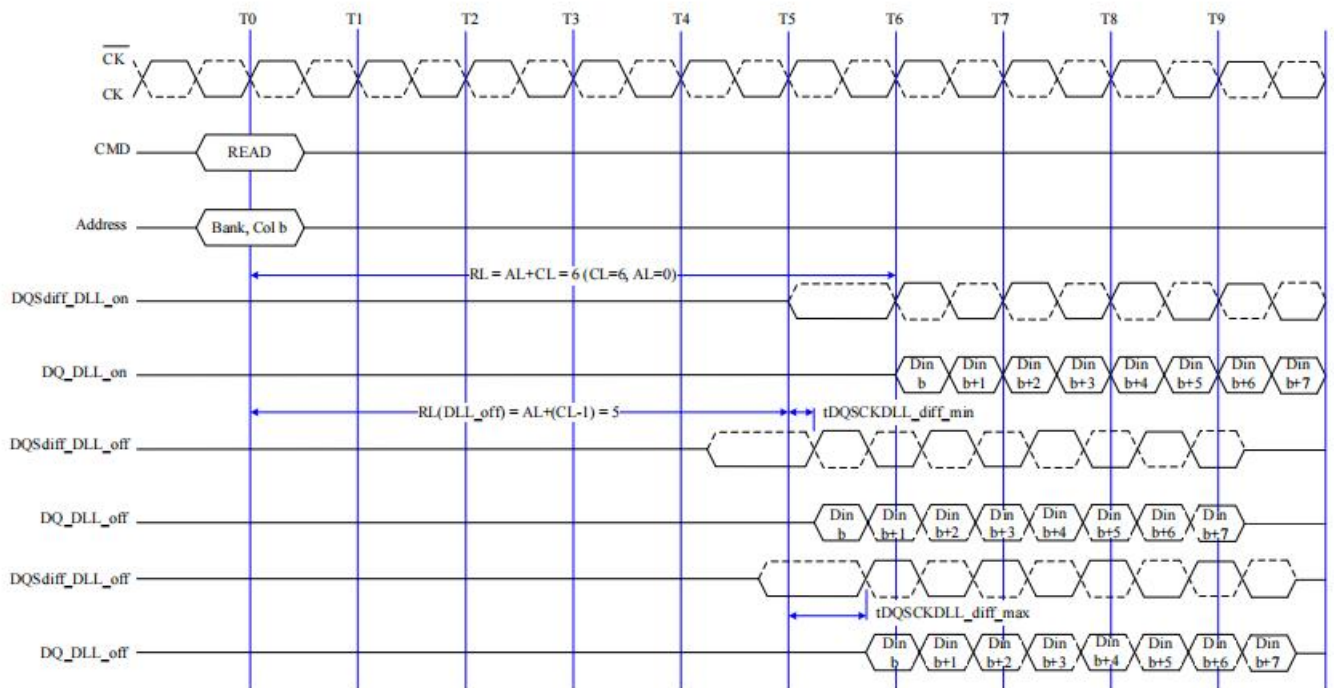 T0 T1 T2 T3 T4 T5 T6 T7 T8 T9
CK
CK
CMD
READ
Address
Bank, Col b
RL = AL+CL = 6 (CL=6, AL=0)
DQSdiff_DLL_on
DQ_DLL_on
Din b
Din b+1
Din b+2
Din b+3
Din b+4
Din b+5
Din b+6
Din b+7
RL(DLL_off) = AL+(CL-1) = 5
tDQSCKDLL_diff_min
DQSdiff_DLL_off
DQ_DLL_off
Din b
Din b+1
Din b+2
Din b+3
Din b+4
Din b+5
Din b+6
Din b+7
DQSdiff_DLL_off
tDQSCKDLL_diff_max
DQ_DLL_off
Din b
Din b+1
Din b+2
Din b+3
Din b+4
Din b+5
Din b+6
Din b+7